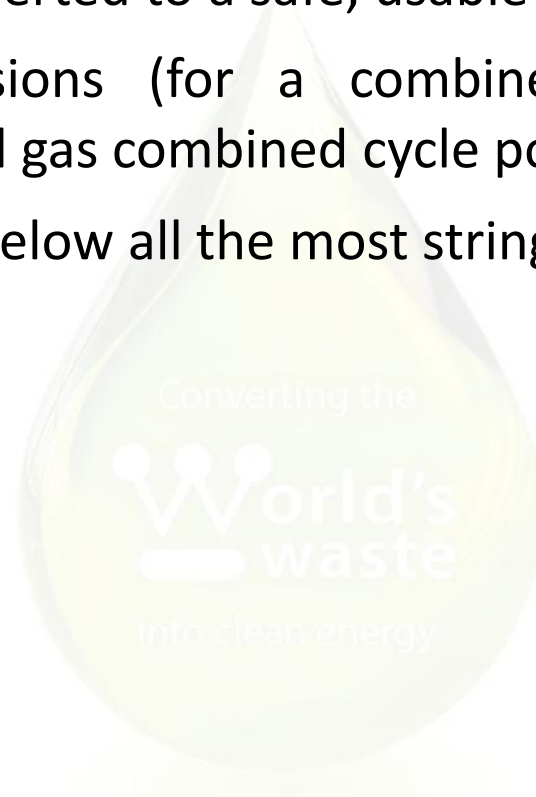 erted to a safe, usable
sions (for a combine
l gas combined cycle po
elow all the most string
Converting the
World's
waste
into clean energy